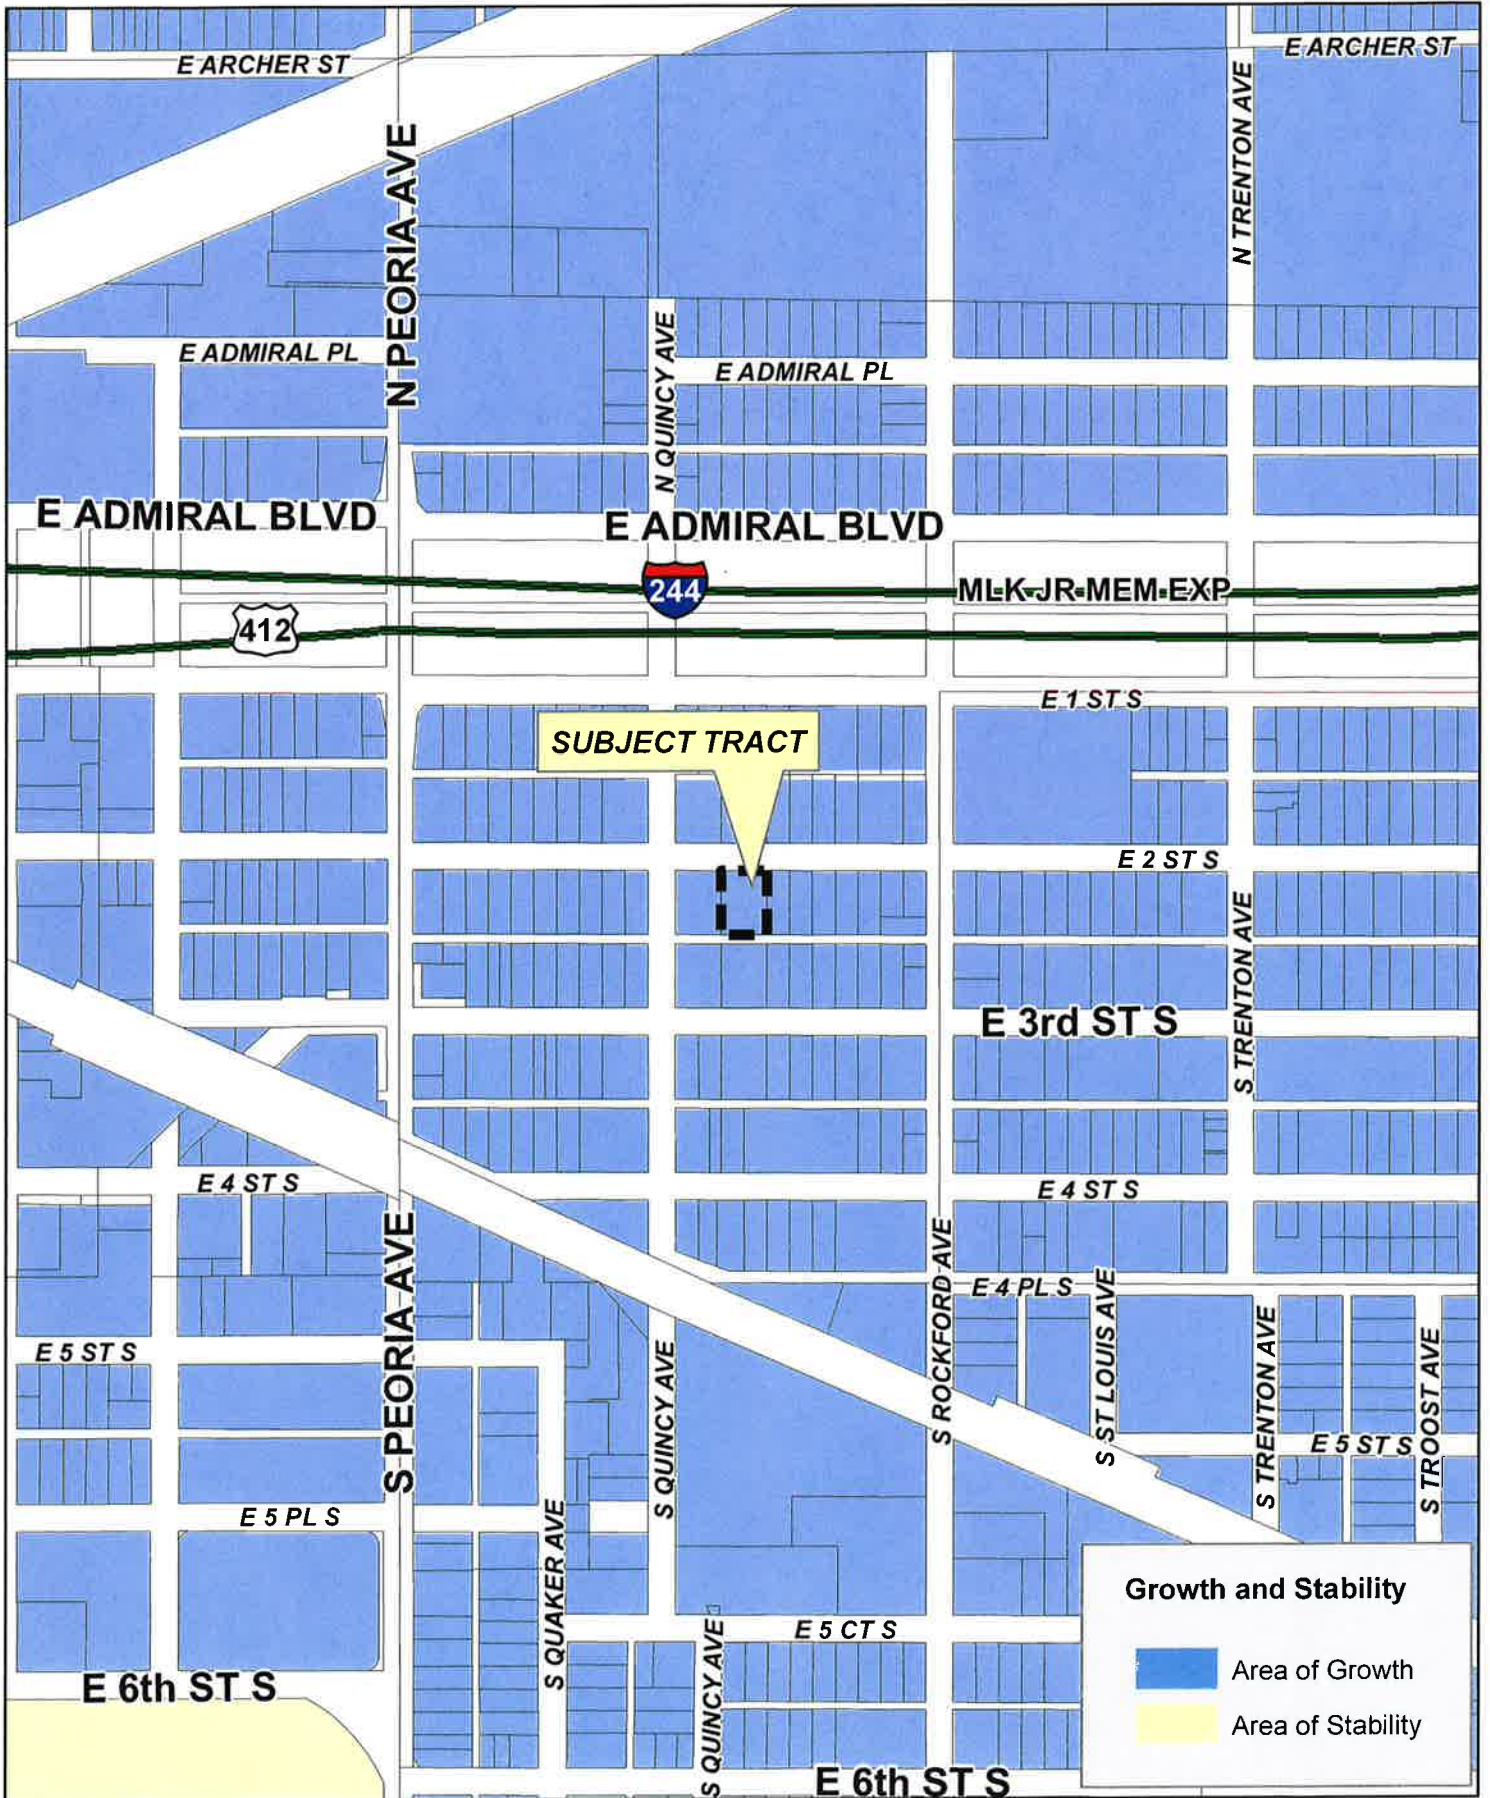 E ARCHER ST
E ARCHER ST
N TRENTON AVE
N PEORIA AVE
N QUINCY AVE
E ADMIRAL PL
E ADMIRAL PL
E ADMIRAL BLVD
E ADMIRAL BLVD
244
MLK JR MEM EXP
412
E 1 ST S
SUBJECT TRACT
E 2 ST S
S TRENTON AVE
E 3rd ST S
E 4 ST S
E 4 ST S
S PEORIA AVE
S ROCKFORD AVE
E 4 PL S
S ST LOUIS AVE
S TRENTON AVE
S TROOST AVE
E 5 ST S
S QUINCY AVE
E 5 ST S
E 5 PL S
S QUAKER AVE
S QUINCY AVE
E 5 CT S
E 6th ST S
E 6th ST S
Growth and Stability
Area of Growth
Area of Stability